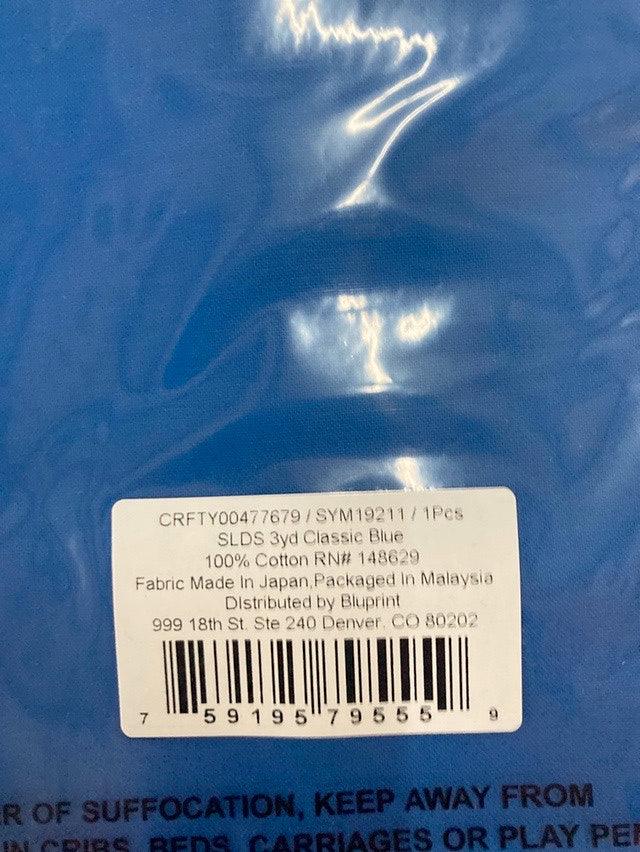 CRFTY00477679 / SYM19211 / 1Pcs
SLDS 3yd Classic Blue
100% Cotton RN# 148629
Fabric Made In Japan,Packaged In Malaysia
Distributed by Bluprint
999 18th St. Ste 240 Denver. CO 80202
7 59195 79555 9
R OF SUFFOCATION, KEEP AWAY FROM
IN CRIBS, BEDS, CARRIAGES OR PLAY PE